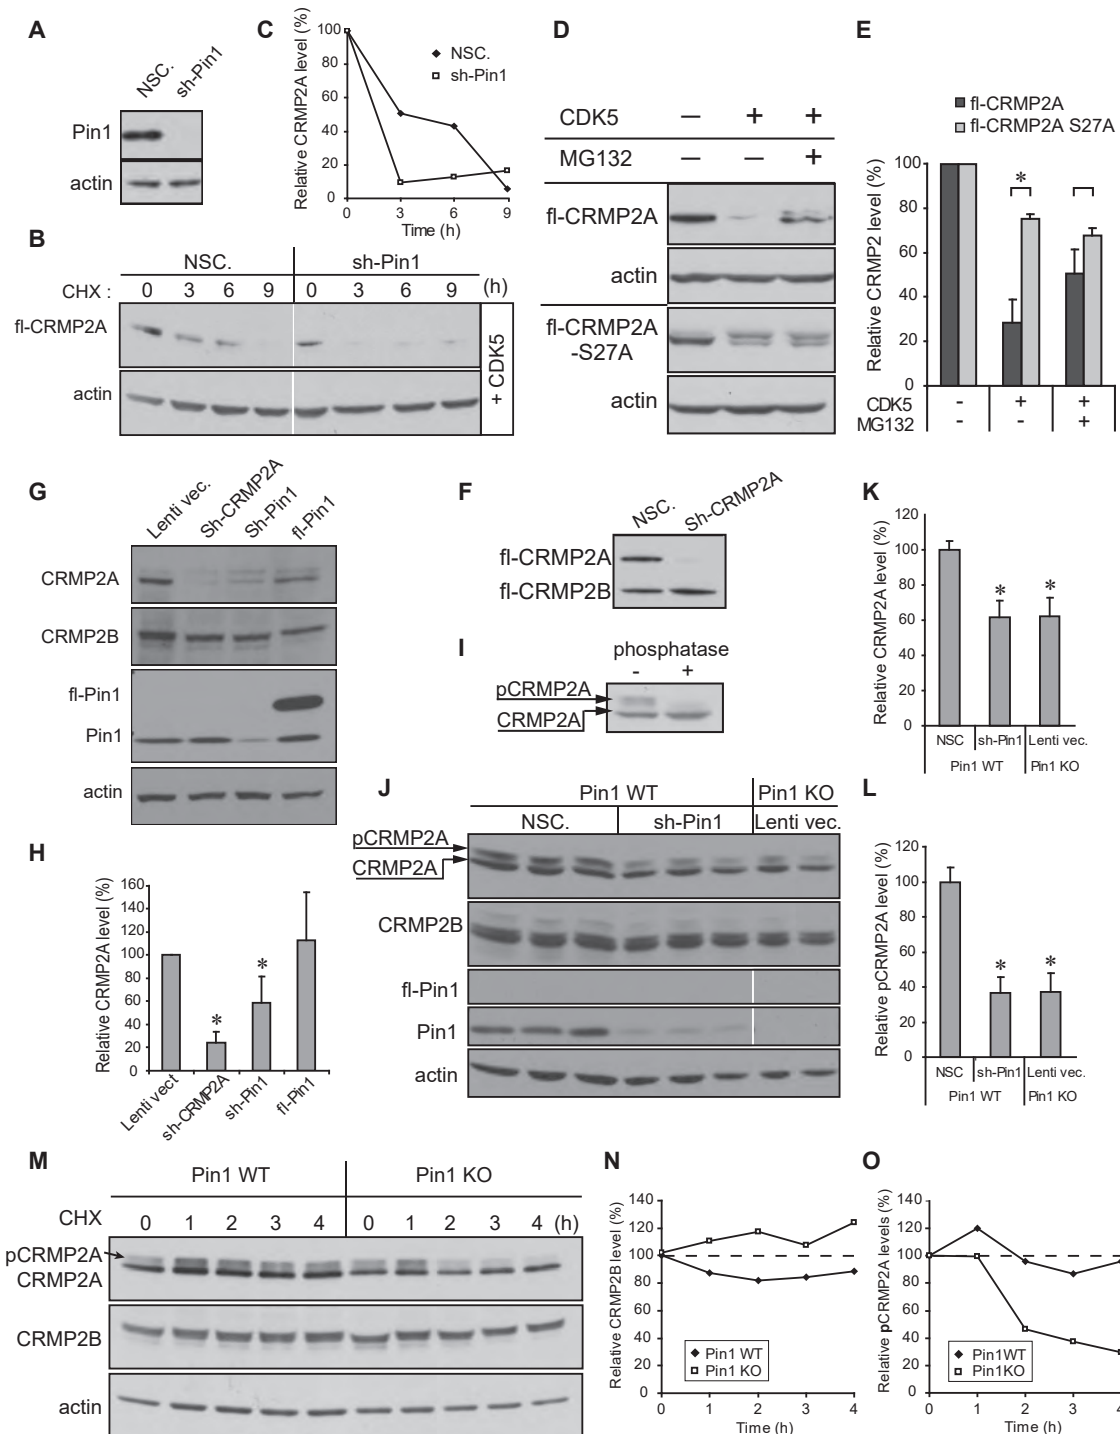 A
NSC.
sh-Pin1
Pin1
actin
C
Relative CRMP2A level (%)
100
80
60
40
20
0
0
3
6
9
Time (h)
NSC.
sh-Pin1
B
NSC.
sh-Pin1
CHX :
0
3
6
9
0
3
6
9
(h)
fl-CRMP2A
actin
+ CDK5
D
CDK5
—
+
+
MG132
—
—
+
fl-CRMP2A
actin
fl-CRMP2A
-S27A
actin
E
fl-CRMP2A
fl-CRMP2A S27A
Relative CRMP2 level (%)
100
80
60
40
20
0
*
CDK5
-
+
+
MG132
-
-
+
G
Lenti vec.
Sh-CRMP2A
Sh-Pin1
fl-Pin1
CRMP2A
CRMP2B
fl-Pin1
Pin1
actin
F
NSC.
Sh-CRMP2A
fl-CRMP2A
fl-CRMP2B
I
phosphatase
-
+
pCRMP2A
CRMP2A
K
Relative CRMP2A level (%)
120
100
80
60
40
20
0
*
*
NSC
sh-Pin1
Lenti vec.
Pin1 WT
Pin1 KO
H
Relative CRMP2A level (%)
160
140
120
100
80
60
40
20
0
*
*
Lenti vect
sh-CRMP2A
sh-Pin1
fl-Pin1
J
Pin1 WT
Pin1 KO
NSC.
sh-Pin1
Lenti vec.
pCRMP2A
CRMP2A
CRMP2B
fl-Pin1
Pin1
actin
L
Relative pCRMP2A level (%)
120
100
80
60
40
20
0
*
*
NSC
sh-Pin1
Lenti vec.
Pin1 WT
Pin1 KO
M
Pin1 WT
Pin1 KO
CHX
0
1
2
3
4
0
1
2
3
4
(h)
pCRMP2A
CRMP2A
CRMP2B
actin
N
Relative CRMP2B level (%)
140
120
100
80
60
40
20
0
Pin1 WT
Pin1 KO
0
1
2
3
4
Time (h)
O
Relative pCRMP2A levels (%)
140
120
100
80
60
40
20
0
Pin1WT
Pin1KO
0
1
2
3
4
Time (h)